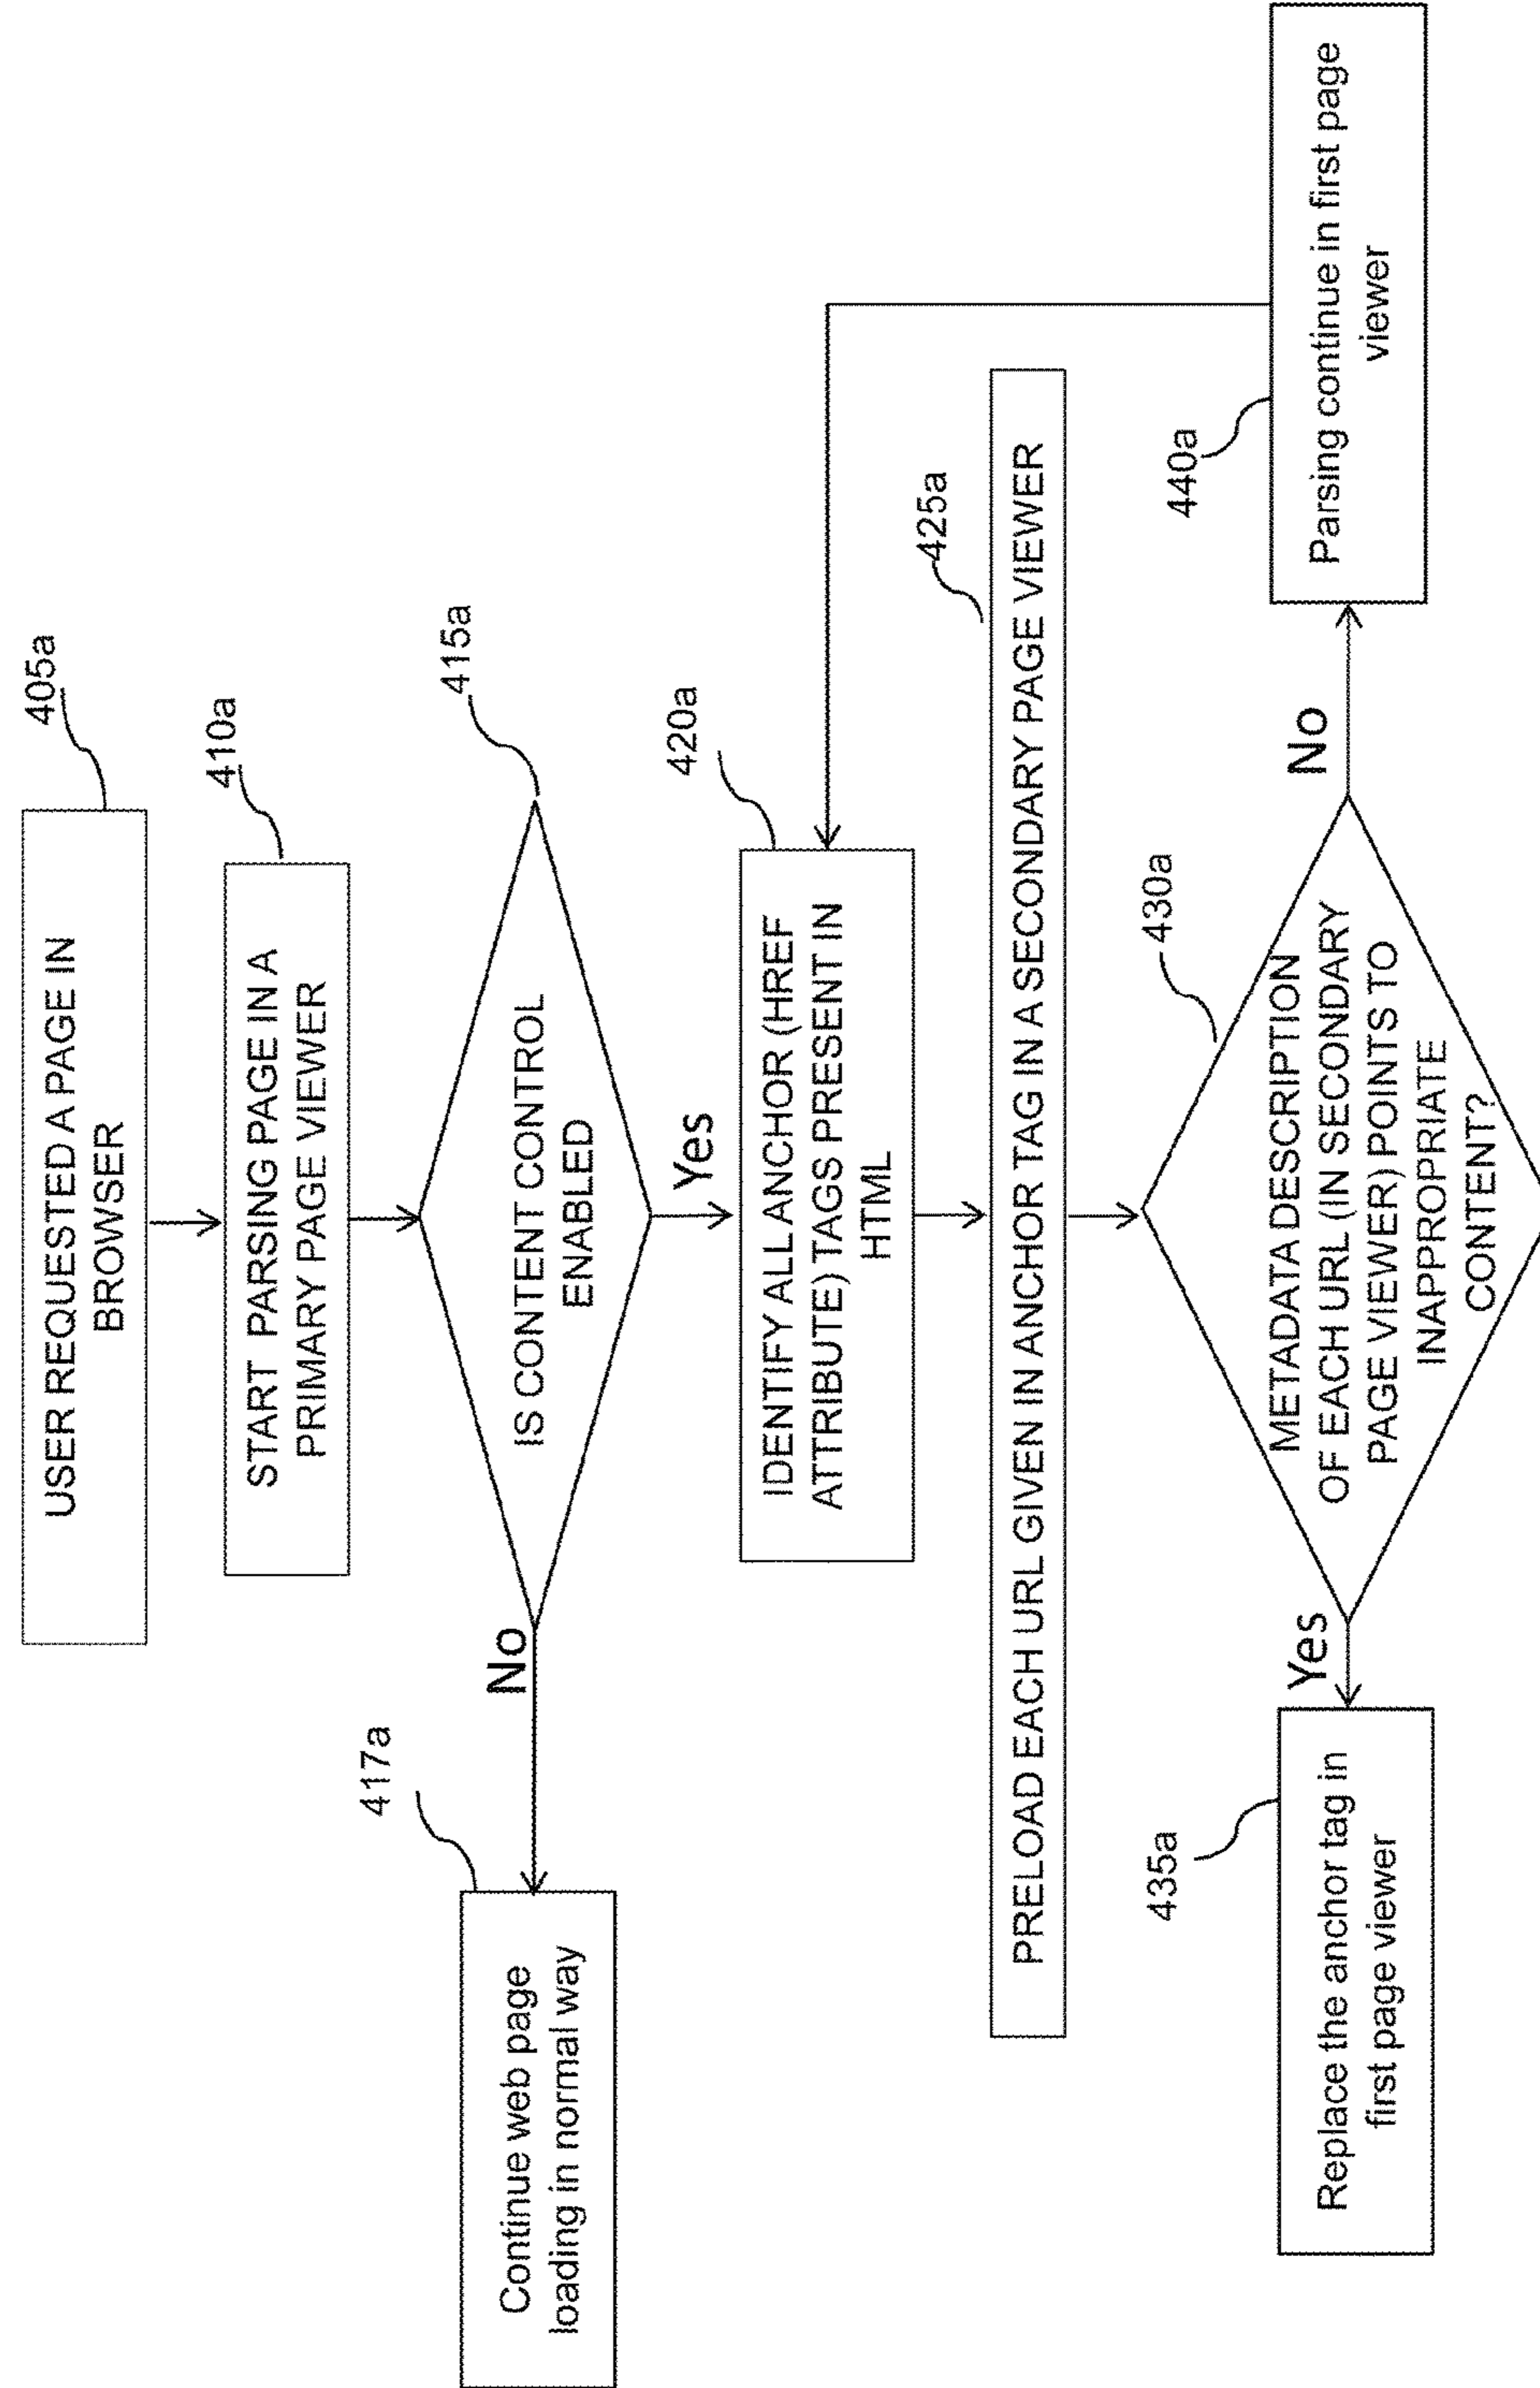 USER REQUESTED A PAGE IN
BROWSER
405a
START PARSING PAGE IN A
PRIMARY PAGE VIEWER
410a
IS CONTENT CONTROL
ENABLED
415a
No
417a
Continue web page
loading in normal way
Yes
IDENTIFY ALL ANCHOR (HREF
ATTRIBUTE) TAGS PRESENT IN
HTML
420a
PRELOAD EACH URL GIVEN IN ANCHOR TAG IN A SECONDARY PAGE VIEWER
425a
METADATA DESCRIPTION
OF EACH URL (IN SECONDARY
PAGE VIEWER) POINTS TO
INAPPROPRIATE
CONTENT?
430a
Yes
435a
Replace the anchor tag in
first page viewer
No
440a
Parsing continue in first page
viewer